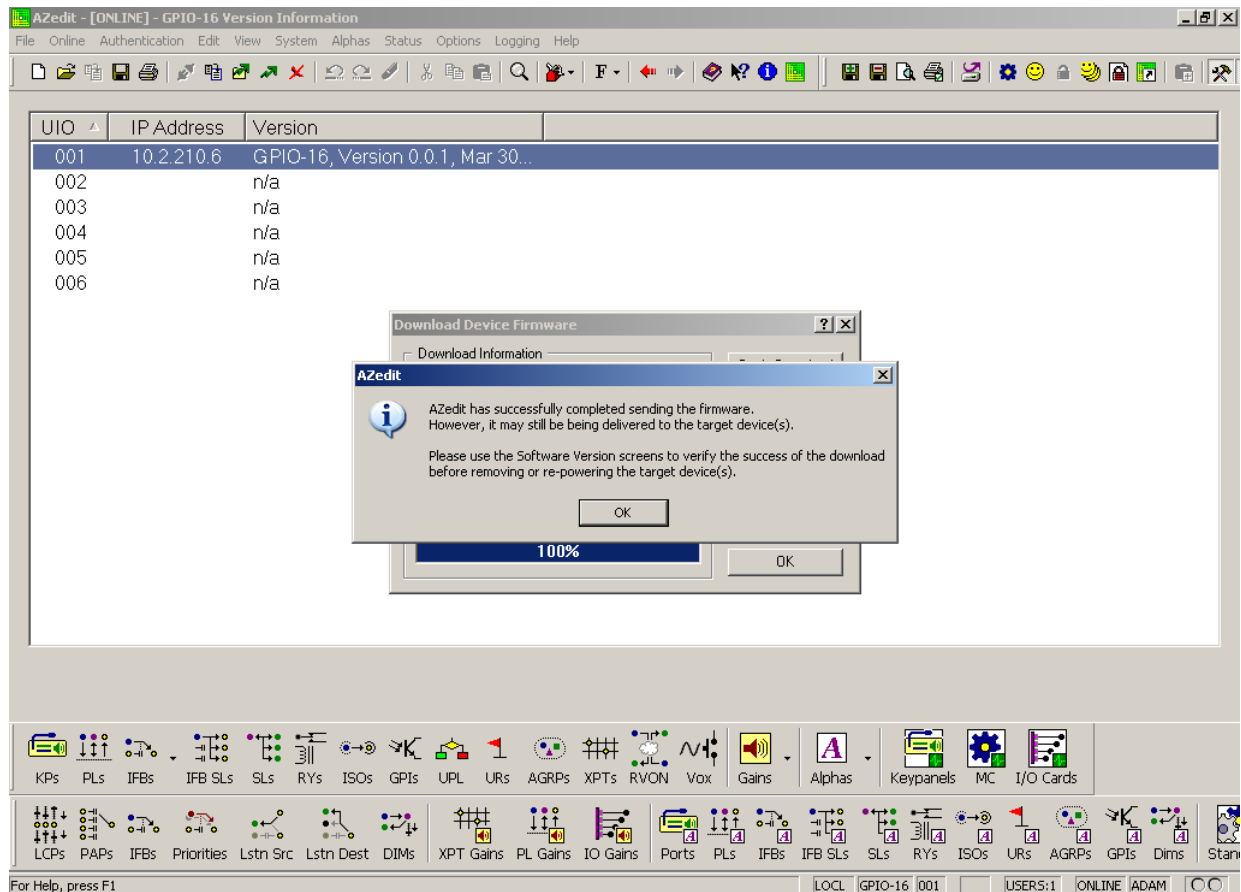 AZedit - [ONLINE] - GPIO-16 Version Information
File Online Authentication Edit View System Alphas Status Options Logging Help
F
UIO IP Address Version
001 10.2.210.6 GPIO-16, Version 0.0.1, Mar 30...
002 n/a
003 n/a
004 n/a
005 n/a
006 n/a
Download Device Firmware
Download Information
AZedit
AZedit has successfully completed sending the firmware.
However, it may still be being delivered to the target device(s).
Please use the Software Version screens to verify the success of the download
before removing or re-powering the target device(s).
OK
100%
OK
KPs PLs IFBs IFB SLs SLs RYs ISOs GPIs UPL URs AGRPs XPTs RVON Vox Gains Alphas Keypanels MC I/O Cards
LCPs PAPs IFBs Priorities Lstn Src Lstn Dest DIMs XPT Gains PL Gains IO Gains Ports PLs IFBs IFB SLs SLs RYs ISOs URs AGRPs GPIs Dims Stan
For Help, press F1 LOCL GPIO-16 001 USERS:1 ONLINE ADAM